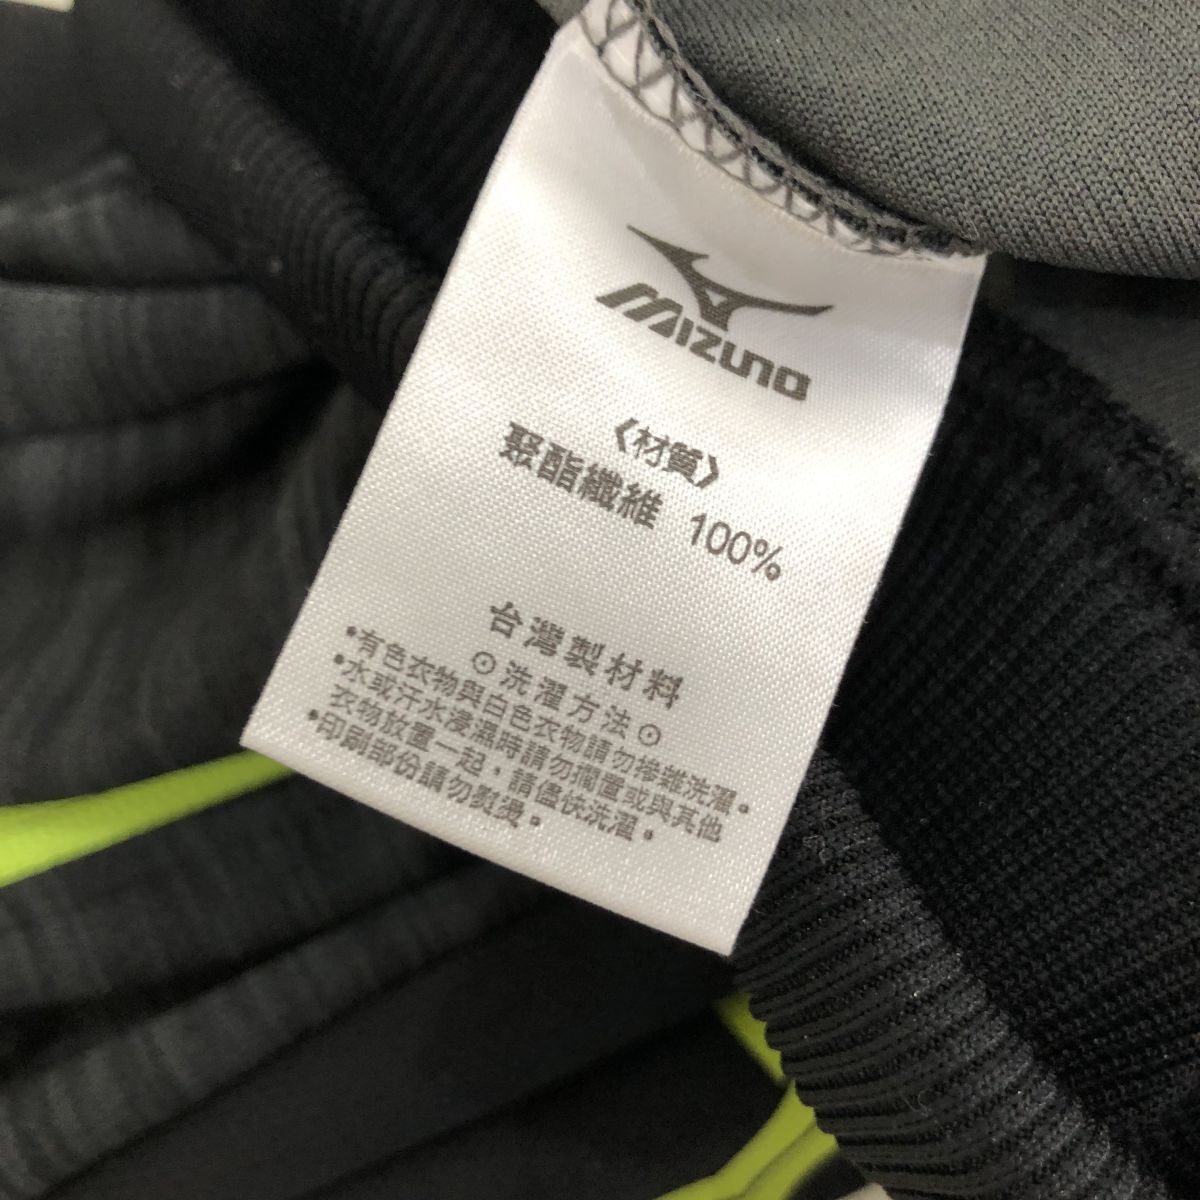 MIZUNO
〈材質〉
聚酯纖維 100%
台灣製材料
⊙洗濯方法⊙
•有色衣物與白色衣物請勿摻雜洗濯。
•水或汗水浸濕時請勿擱置或與其他
衣物放置一起，請儘快洗濯。
•印刷部份請勿熨燙。